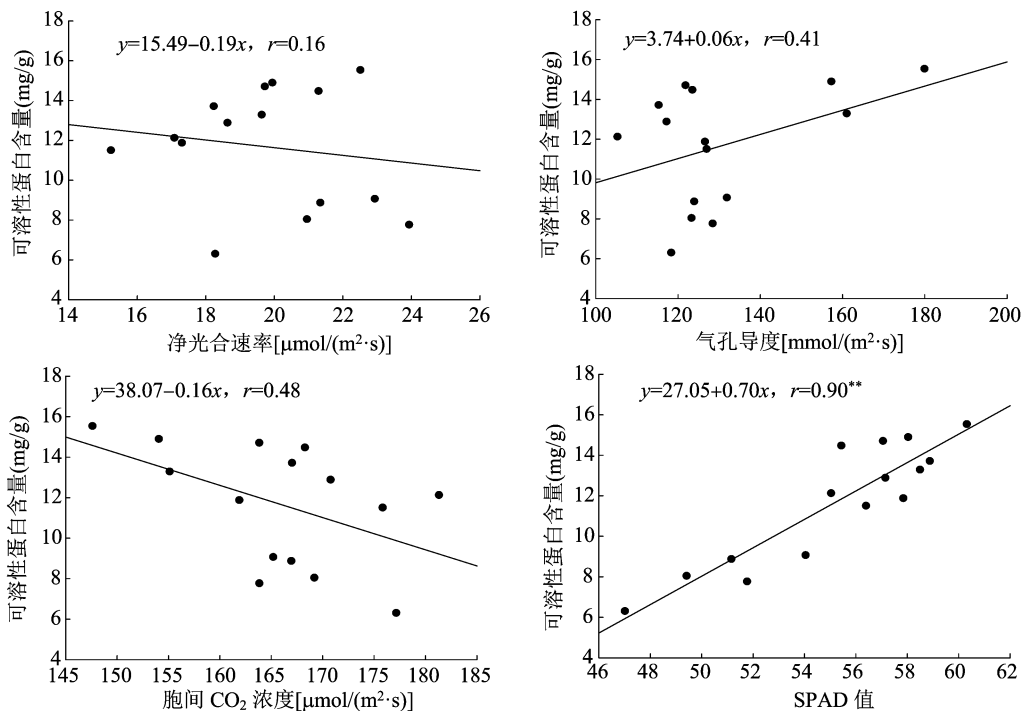 y=15.49−0.19x，r=0.16
可溶性蛋白含量(mg/g)
18
16
14
12
10
8
6
4
14 16 18 20 22 24 26
净光合速率[μmol/(m²·s)]
y=3.74+0.06x，r=0.41
可溶性蛋白含量(mg/g)
18
16
14
12
10
8
6
4
100 120 140 160 180 200
气孔导度[mmol/(m²·s)]
y=38.07−0.16x，r=0.48
可溶性蛋白含量(mg/g)
18
16
14
12
10
8
6
4
145 150 155 160 165 170 175 180 185
胞间 CO₂ 浓度[μmol/(m²·s)]
y=27.05+0.70x，r=0.90**
可溶性蛋白含量(mg/g)
18
16
14
12
10
8
6
4
46 48 50 52 54 56 58 60 62
SPAD 值